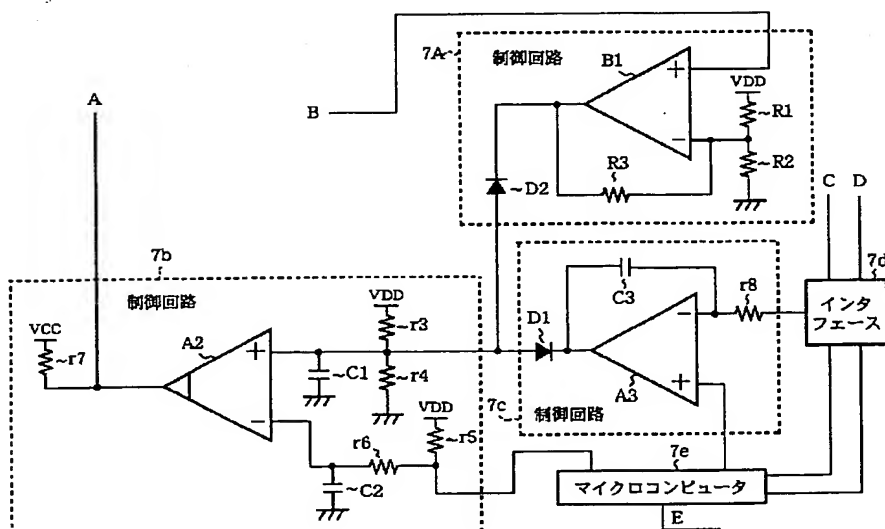 7A
制御回路
B1
VDD
R1
R2
R3
D2
A
B
C
D
7b
制御回路
VCC
r7
A2
VDD
r3
r4
C1
VDD
r5
r6
C2
D1
C3
r8
A3
7c
制御回路
7d
インタ
フェース
7e
マイクロコンピュータ
E